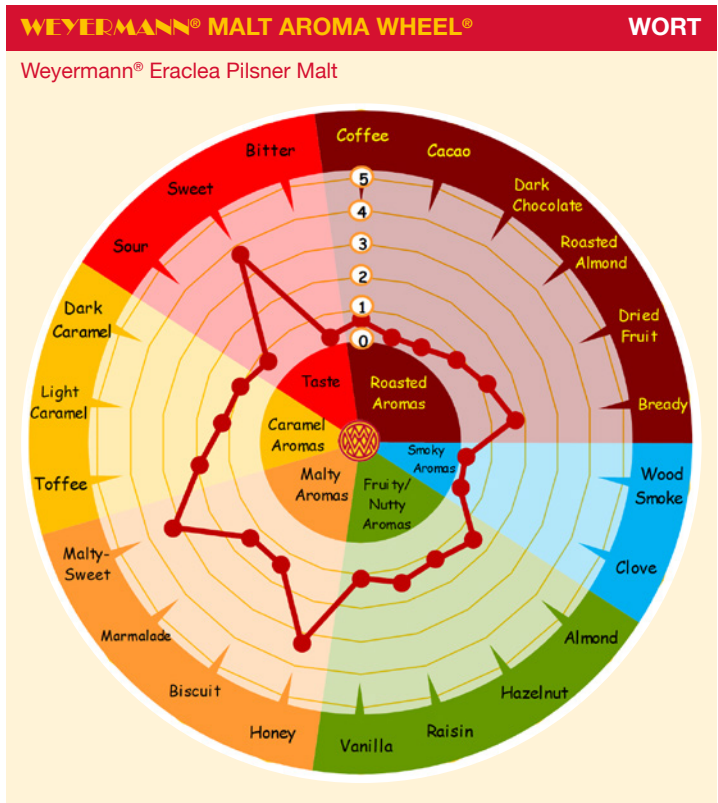 WEYERMANN® MALT AROMA WHEEL®
WORT
Weyermann® Eraclea Pilsner Malt
Coffee
Cacao
Dark
Chocolate
Roasted
Almond
Dried
Fruit
Bready
Wood
Smoke
Clove
Almond
Hazelnut
Raisin
Vanilla
Honey
Biscuit
Marmalade
Malty-
Sweet
Toffee
Light
Caramel
Dark
Caramel
Sour
Sweet
Bitter
5
4
3
2
1
0
Taste
Roasted
Aromas
Caramel
Aromas
Smoky
Aromas
Malty
Aromas
Fruity/
Nutty
Aromas